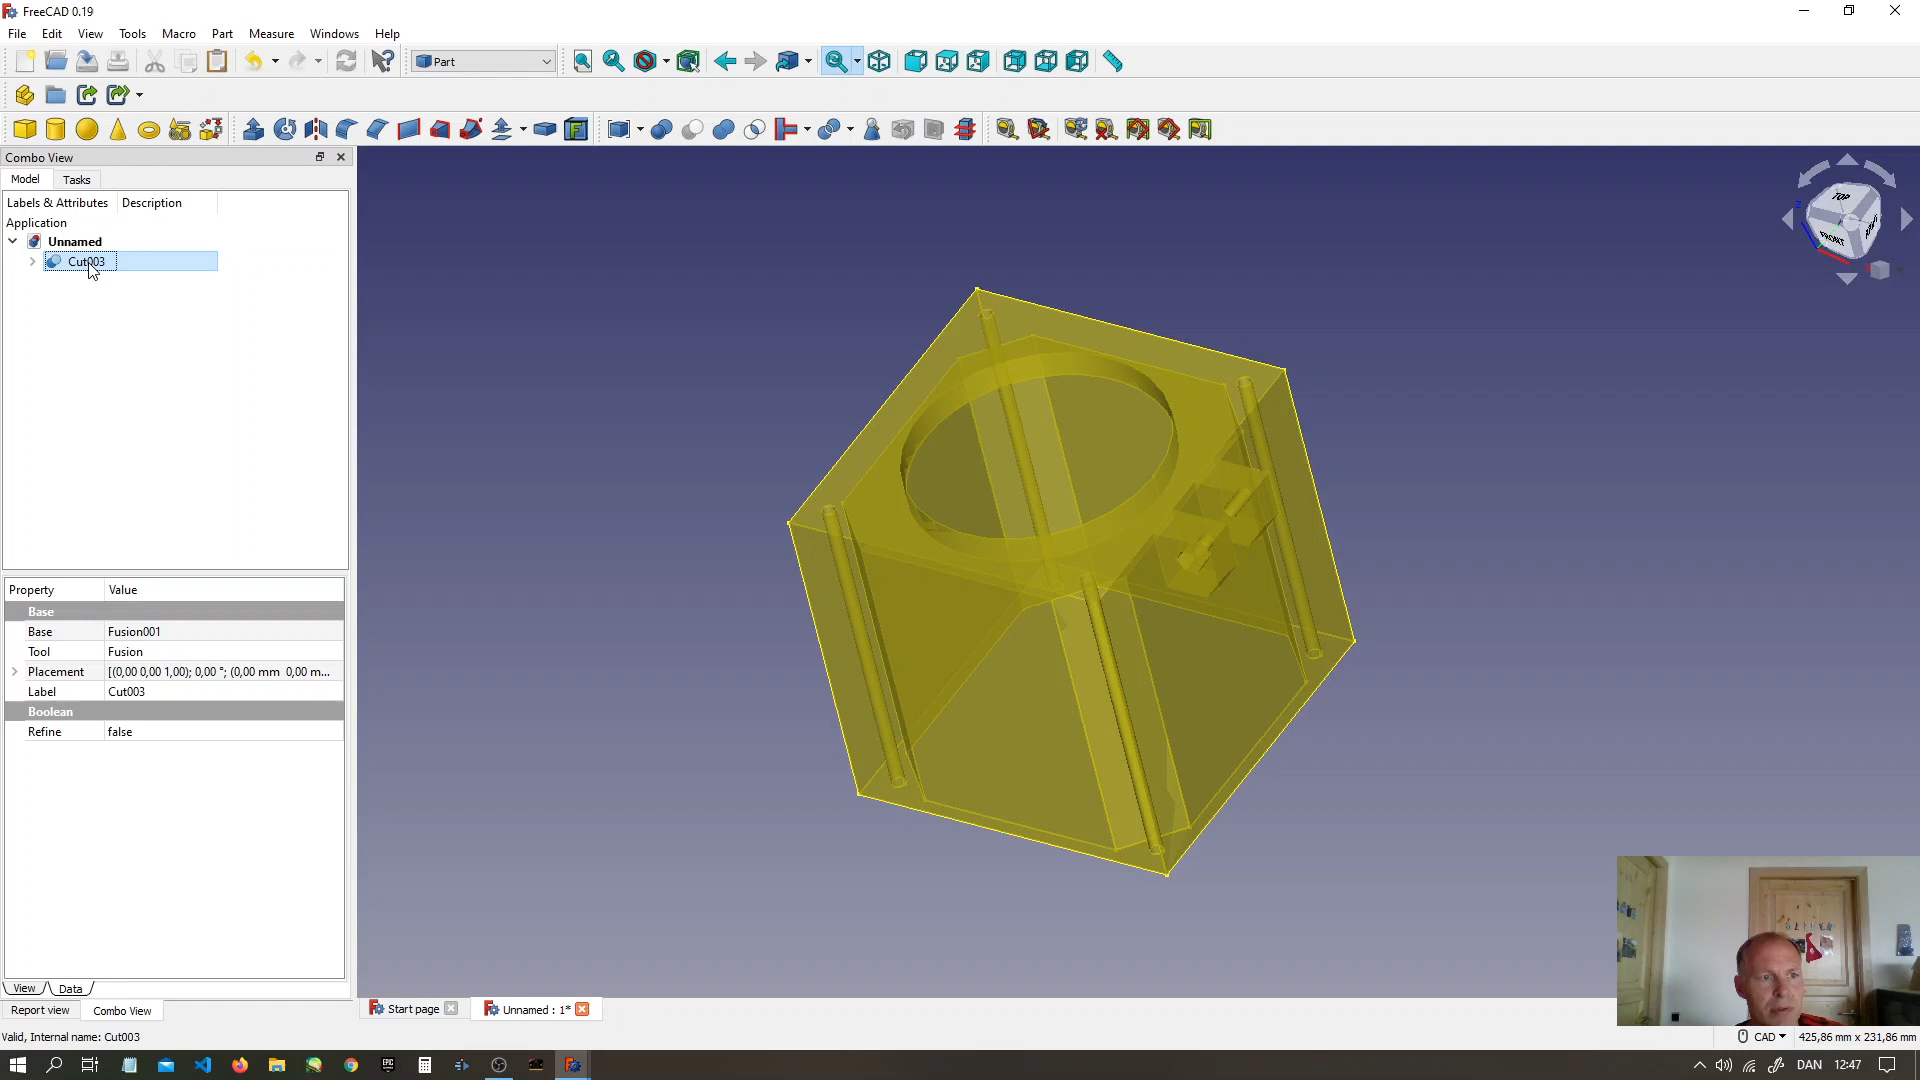 FreeCAD 0.19
File Edit View Tools Macro Part Measure Windows Help
Part
Combo View
Model Tasks
Labels & Attributes Description
Application
Unnamed
Cut003
TOP
FRONT
Z
Property Value
Base
Base Fusion001
Tool Fusion
Placement [(0,00 0,00 1,00); 0,00 °; (0,00 mm 0,00 m...
Label Cut003
Boolean
Refine false
View Data
Report view Combo View
Start page
Unnamed : 1*
Valid, Internal name: Cut003
CAD
425,86 mm x 231,86 mm
EPIC
DAN 12:47